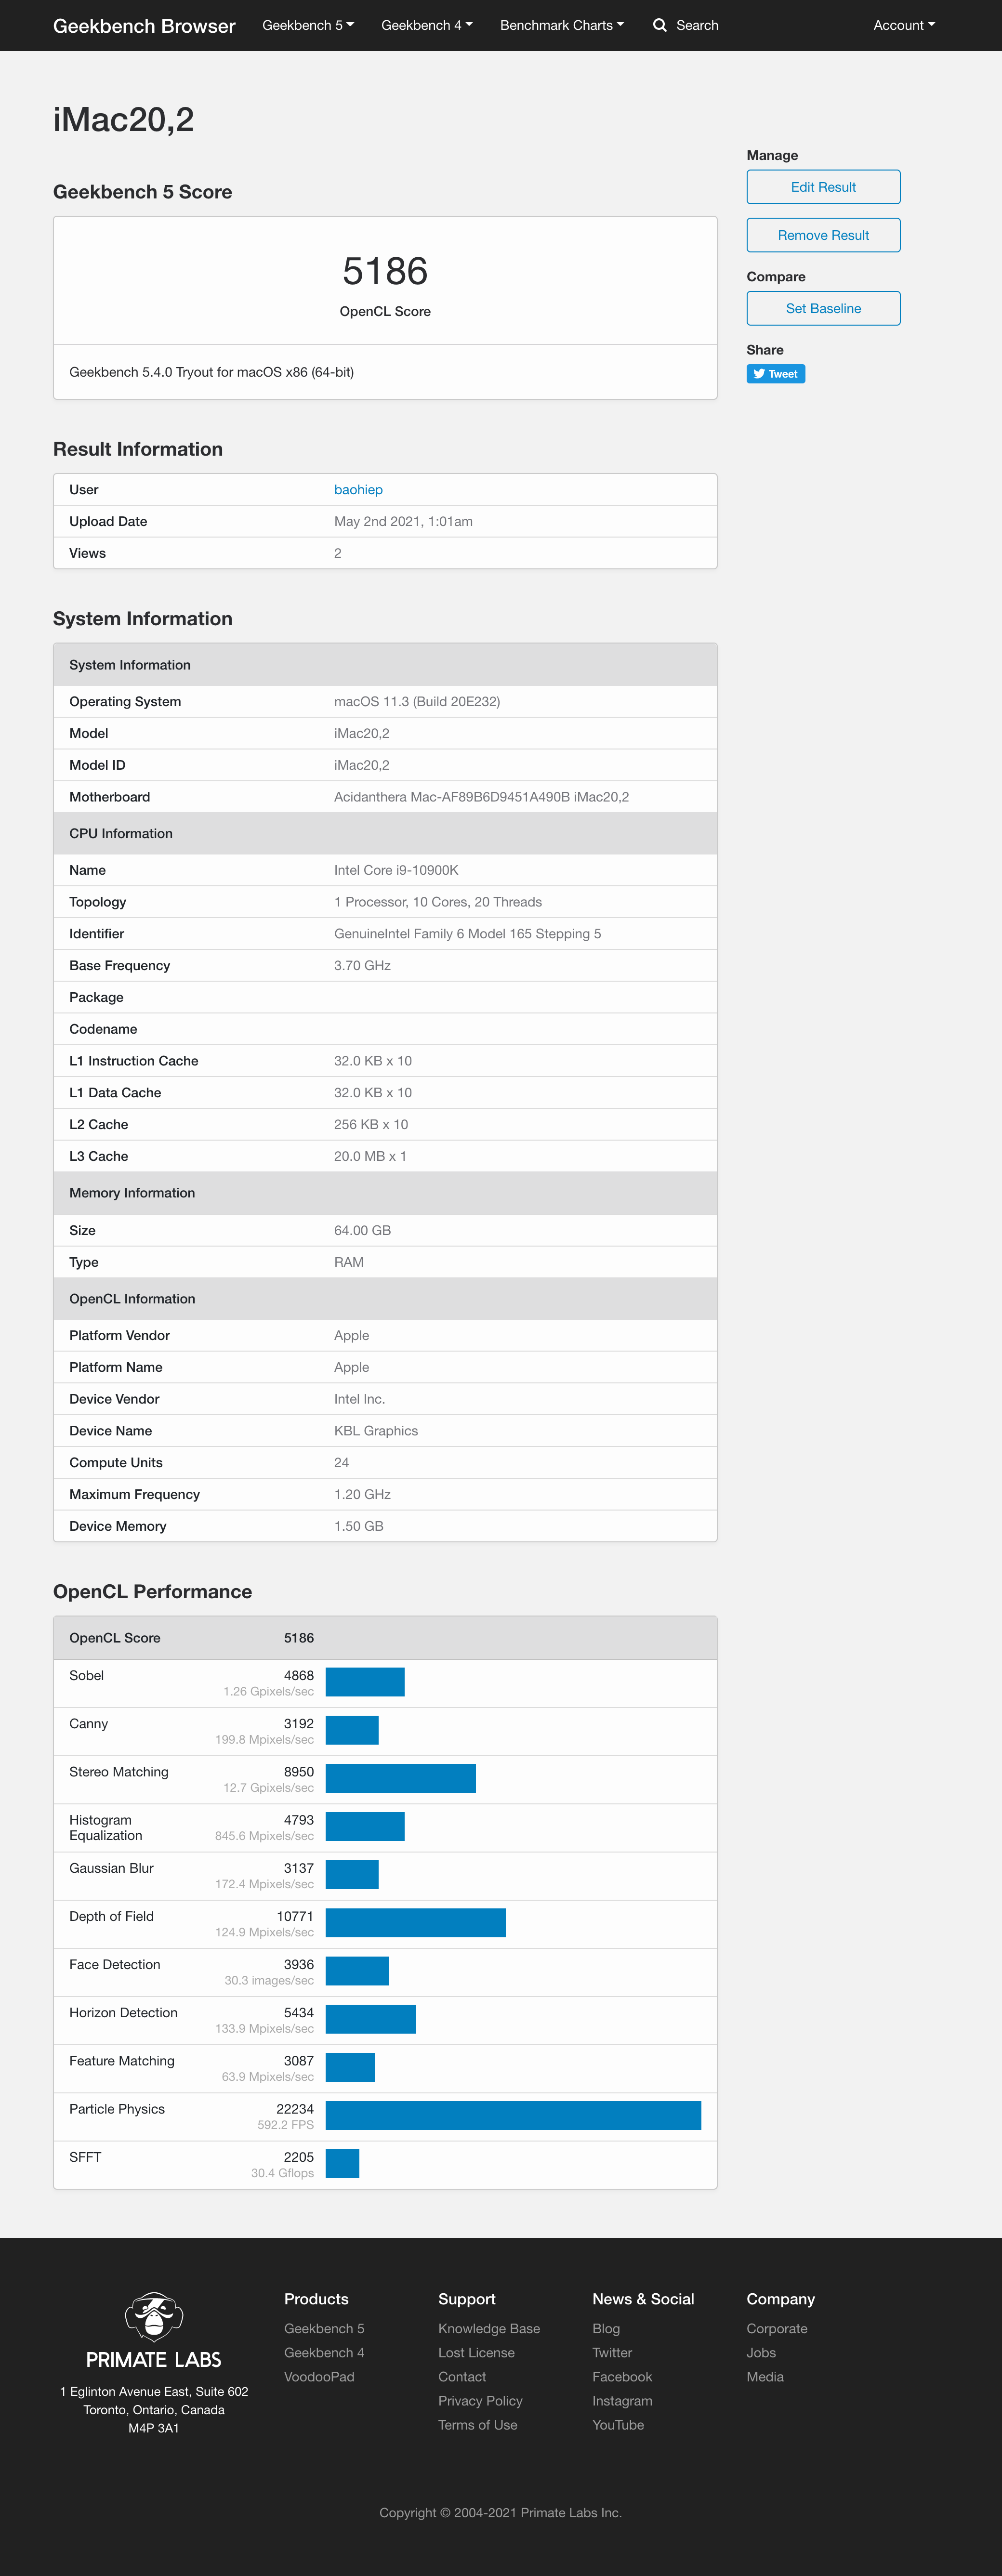 Geekbench Browser Geekbench 5 Geekbench 4 Benchmark Charts Search Account
iMac20,2
Geekbench 5 Score
5186
OpenCL Score
Geekbench 5.4.0 Tryout for macOS x86 (64-bit)
Manage
Edit Result
Remove Result
Compare
Set Baseline
Share
Tweet
Result Information
User baohiep
Upload Date May 2nd 2021, 1:01am
Views 2
System Information
System Information
Operating System macOS 11.3 (Build 20E232)
Model iMac20,2
Model ID iMac20,2
Motherboard Acidanthera Mac-AF89B6D9451A490B iMac20,2
CPU Information
Name Intel Core i9-10900K
Topology 1 Processor, 10 Cores, 20 Threads
Identifier GenuineIntel Family 6 Model 165 Stepping 5
Base Frequency 3.70 GHz
Package
Codename
L1 Instruction Cache 32.0 KB x 10
L1 Data Cache 32.0 KB x 10
L2 Cache 256 KB x 10
L3 Cache 20.0 MB x 1
Memory Information
Size 64.00 GB
Type RAM
OpenCL Information
Platform Vendor Apple
Platform Name Apple
Device Vendor Intel Inc.
Device Name KBL Graphics
Compute Units 24
Maximum Frequency 1.20 GHz
Device Memory 1.50 GB
OpenCL Performance
OpenCL Score 5186
Sobel 4868
1.26 Gpixels/sec
Canny 3192
199.8 Mpixels/sec
Stereo Matching 8950
12.7 Gpixels/sec
Histogram 4793
Equalization 845.6 Mpixels/sec
Gaussian Blur 3137
172.4 Mpixels/sec
Depth of Field 10771
124.9 Mpixels/sec
Face Detection 3936
30.3 images/sec
Horizon Detection 5434
133.9 Mpixels/sec
Feature Matching 3087
63.9 Mpixels/sec
Particle Physics 22234
592.2 FPS
SFFT 2205
30.4 Gflops
PRIMATE LABS
1 Eglinton Avenue East, Suite 602
Toronto, Ontario, Canada
M4P 3A1
Products
Geekbench 5
Geekbench 4
VoodooPad
Support
Knowledge Base
Lost License
Contact
Privacy Policy
Terms of Use
News & Social
Blog
Twitter
Facebook
Instagram
YouTube
Company
Corporate
Jobs
Media
Copyright © 2004-2021 Primate Labs Inc.